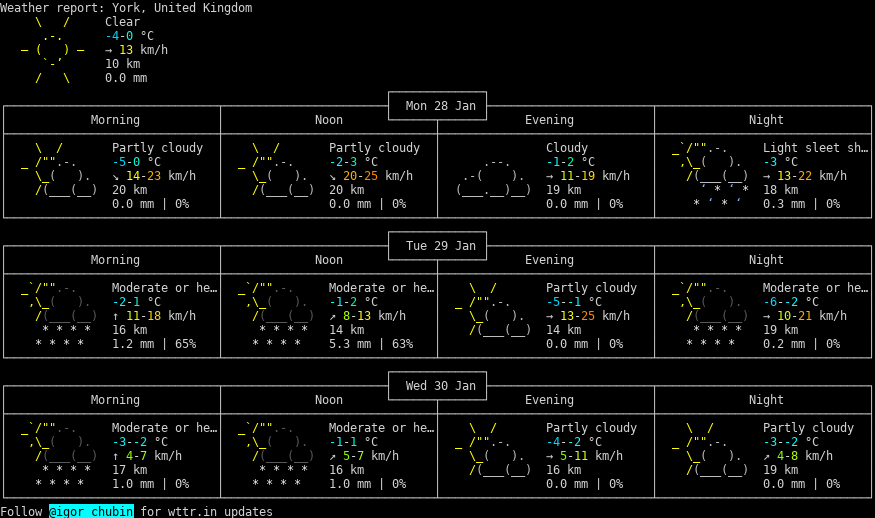 Weather report: York, United Kingdom
Clear
-4-0 °C
→ 13 km/h
10 km
0.0 mm
Mon 28 Jan
Morning Noon Evening Night
Partly cloudy Partly cloudy Cloudy Light sleet sh…
-5-0 °C -2-3 °C -1-2 °C -3 °C
↘ 14-23 km/h ↘ 20-25 km/h → 11-19 km/h → 13-22 km/h
20 km 20 km 19 km 18 km
0.0 mm | 0% 0.0 mm | 0% 0.0 mm | 0% 0.3 mm | 0%
Tue 29 Jan
Morning Noon Evening Night
Moderate or he… Moderate or he… Partly cloudy Moderate or he…
-2-1 °C -1-2 °C -5--1 °C -6--2 °C
↑ 11-18 km/h ↗ 8-13 km/h → 13-25 km/h → 10-21 km/h
16 km 14 km 14 km 19 km
1.2 mm | 65% 5.3 mm | 63% 0.0 mm | 0% 0.2 mm | 0%
Wed 30 Jan
Morning Noon Evening Night
Moderate or he… Moderate or he… Partly cloudy Partly cloudy
-3--2 °C -1-1 °C -4--2 °C -3--2 °C
↑ 4-7 km/h ↗ 5-7 km/h → 5-11 km/h ↗ 4-8 km/h
17 km 16 km 16 km 19 km
1.0 mm | 0% 1.0 mm | 0% 0.0 mm | 0% 0.0 mm | 0%
Follow @igor_chubin for wttr.in updates